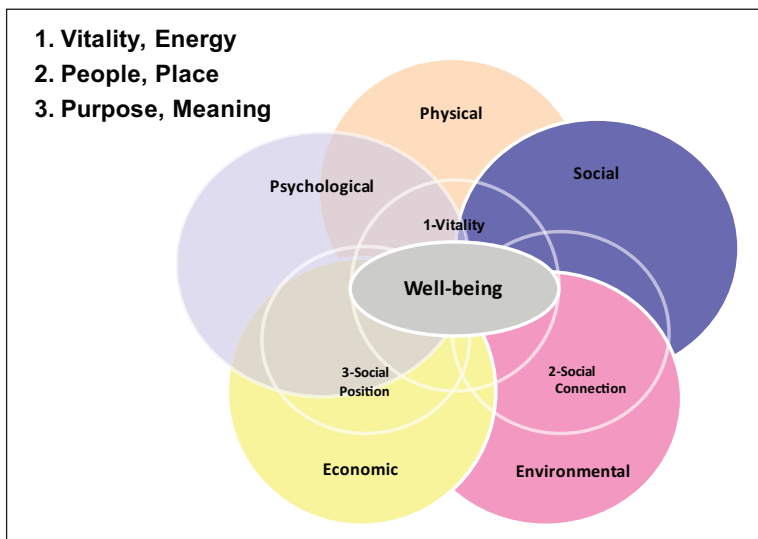 1. Vitality, Energy
2. People, Place
3. Purpose, Meaning
Physical
Social
Psychological
1-Vitality
Well-being
3-Social
Position
2-Social
Connection
Economic
Environmental